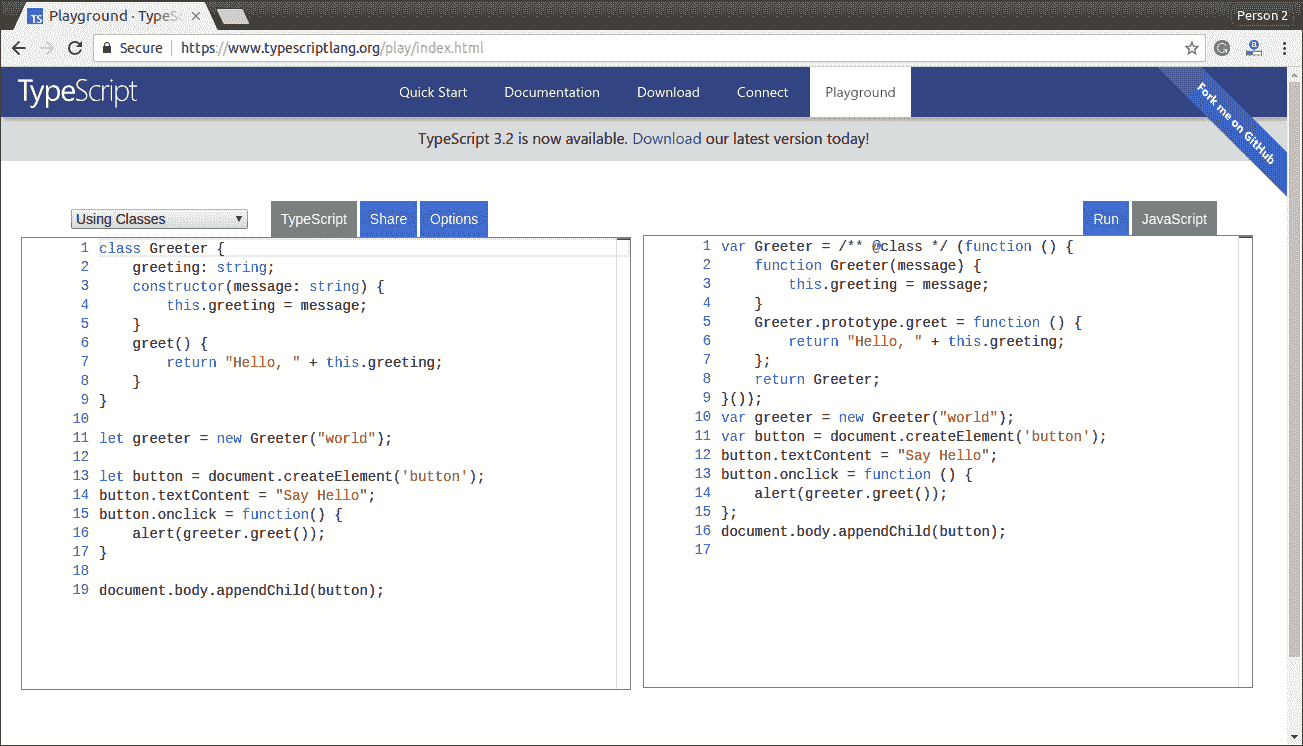 Playground · TypeSc
Person 2
Secure https://www.typescriptlang.org/play/index.html
TypeScript
Quick Start Documentation Download Connect Playground
Fork me on GitHub
TypeScript 3.2 is now available. Download our latest version today!
Using Classes TypeScript Share Options
1 class Greeter {
2     greeting: string;
3     constructor(message: string) {
4         this.greeting = message;
5     }
6     greet() {
7         return "Hello, " + this.greeting;
8     }
9 }
10
11 let greeter = new Greeter("world");
12
13 let button = document.createElement('button');
14 button.textContent = "Say Hello";
15 button.onclick = function() {
16     alert(greeter.greet());
17 }
18
19 document.body.appendChild(button);
Run JavaScript
1 var Greeter = /** @class */ (function () {
2     function Greeter(message) {
3         this.greeting = message;
4     }
5     Greeter.prototype.greet = function () {
6         return "Hello, " + this.greeting;
7     };
8     return Greeter;
9 }());
10 var greeter = new Greeter("world");
11 var button = document.createElement('button');
12 button.textContent = "Say Hello";
13 button.onclick = function () {
14     alert(greeter.greet());
15 };
16 document.body.appendChild(button);
17